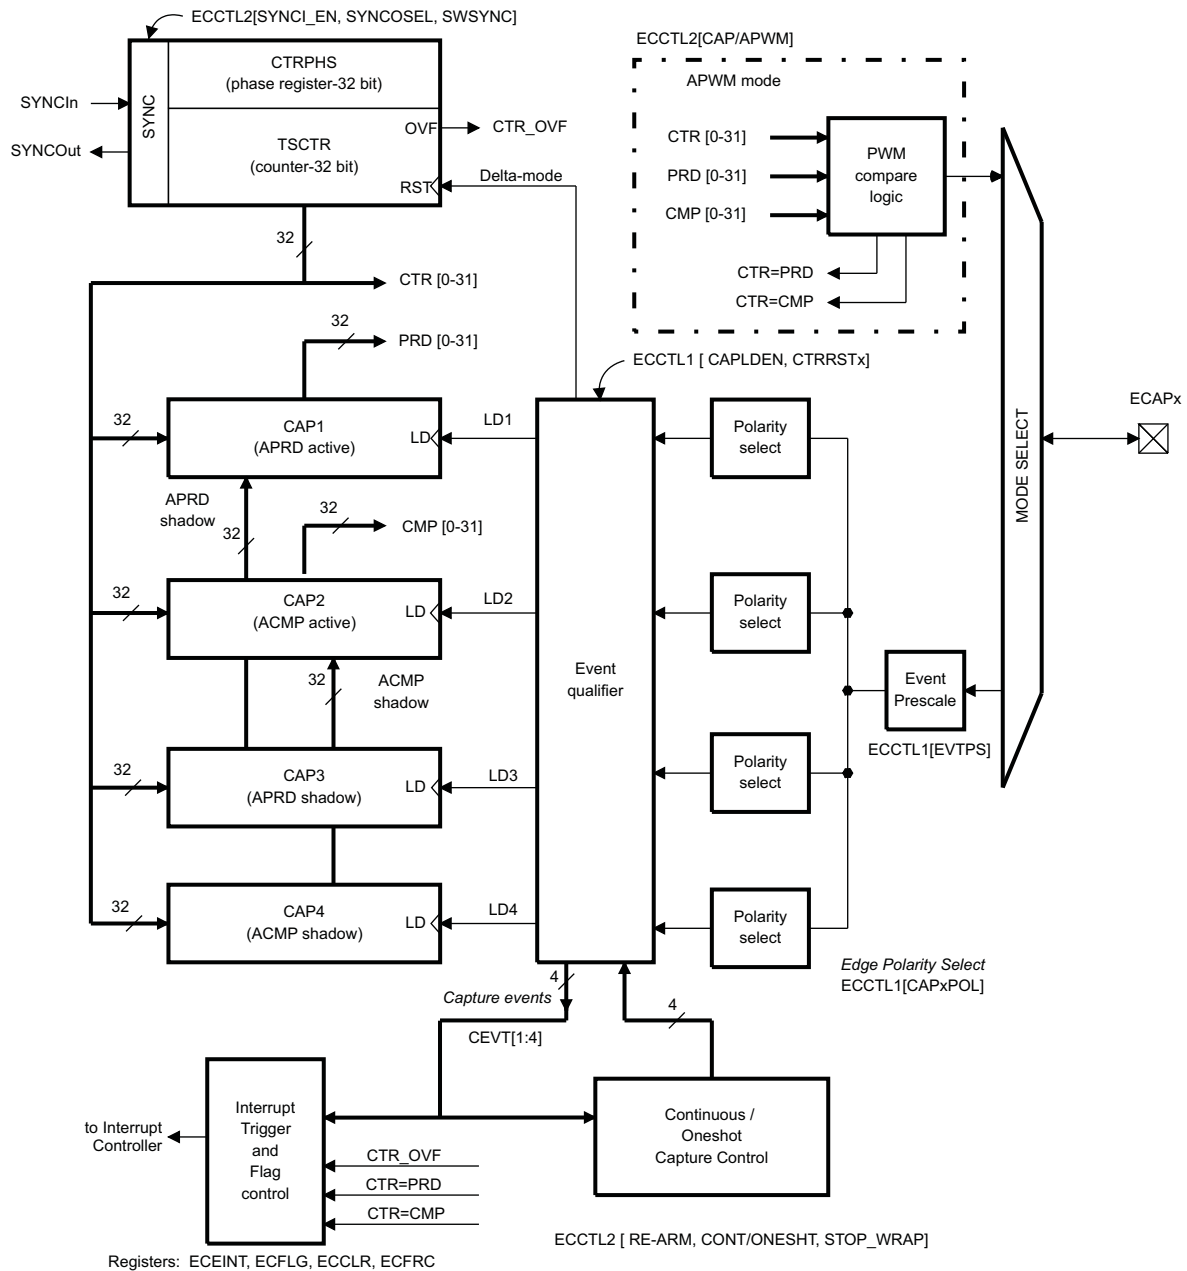 ECCTL2[SYNCI_EN, SYNCOSEL, SWSYNC]
ECCTL2[CAP/APWM]
CTRPHS
(phase register-32 bit)
APWM mode
SYNCIn
SYNC
OVF
CTR_OVF
SYNCOut
TSCTR
(counter-32 bit)
RST
Delta-mode
CTR [0-31]
PRD [0-31]
CMP [0-31]
PWM
compare
logic
CTR=PRD
CTR=CMP
32
CTR [0-31]
32
PRD [0-31]
ECCTL1 [ CAPLDEN, CTRRSTx]
32
CAP1
(APRD active)
LD
LD1
Polarity
select
MODE SELECT
ECAPx
APRD
shadow
32
32
CMP [0-31]
32
CAP2
(ACMP active)
LD
LD2
Polarity
select
Event
qualifier
32
ACMP
shadow
Event
Prescale
ECCTL1[EVTPS]
32
CAP3
(APRD shadow)
LD
LD3
Polarity
select
32
CAP4
(ACMP shadow)
LD
LD4
Polarity
select
Edge Polarity Select
ECCTL1[CAPxPOL]
4
Capture events
CEVT[1:4]
4
to Interrupt
Controller
Interrupt
Trigger
and
Flag
control
CTR_OVF
CTR=PRD
CTR=CMP
Continuous /
Oneshot
Capture Control
ECCTL2 [ RE-ARM, CONT/ONESHT, STOP_WRAP]
Registers: ECEINT, ECFLG, ECCLR, ECFRC